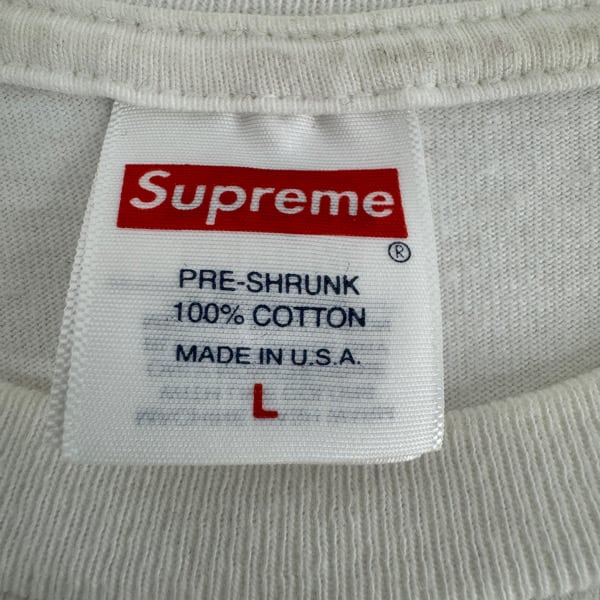 Supreme
®
PRE-SHRUNK
100% COTTON
MADE IN U.S.A.
L